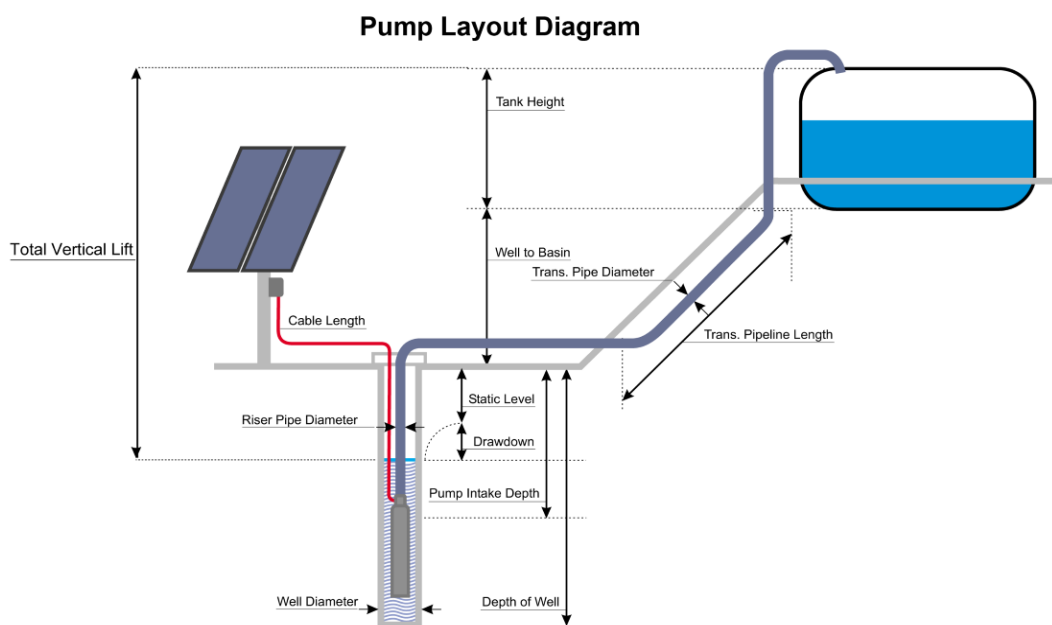 Pump Layout Diagram
Tank Height
Total Vertical Lift
Well to Basin
Trans. Pipe Diameter
Cable Length
Trans. Pipeline Length
Static Level
Riser Pipe Diameter
Drawdown
Pump Intake Depth
Well Diameter
Depth of Well